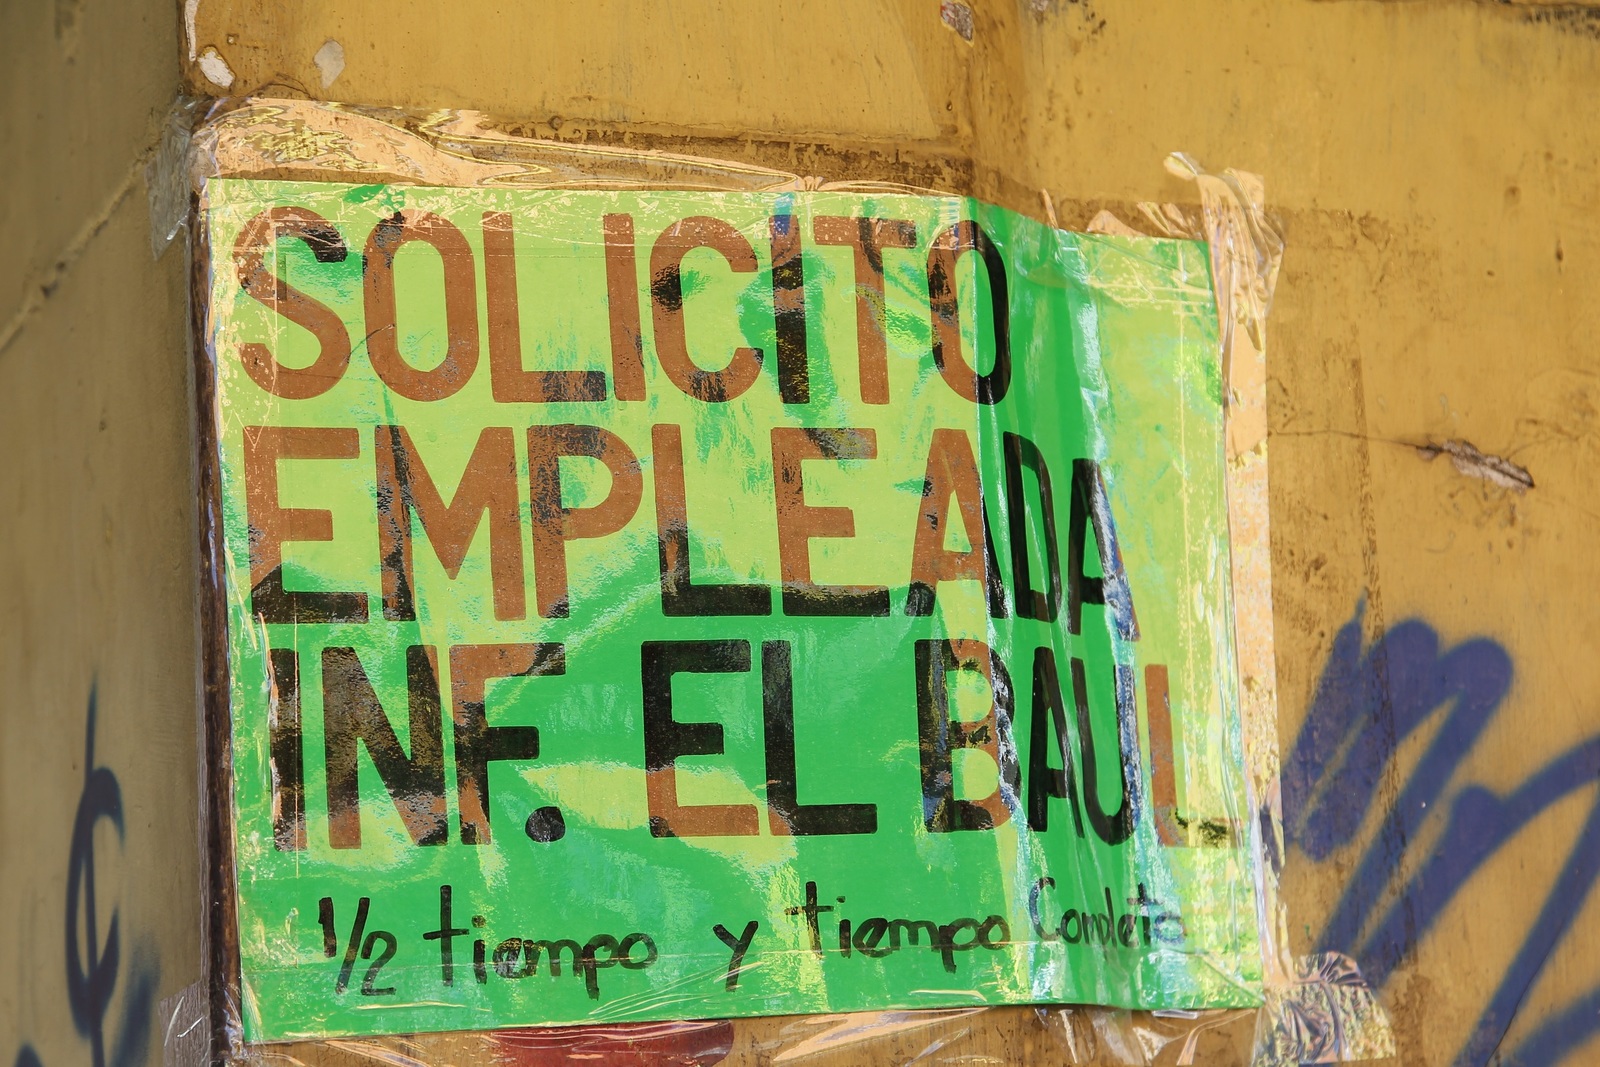 SOLICITO
EMPLEADA
INF. EL BAUL
1/2 tiempo y tiempo Completo